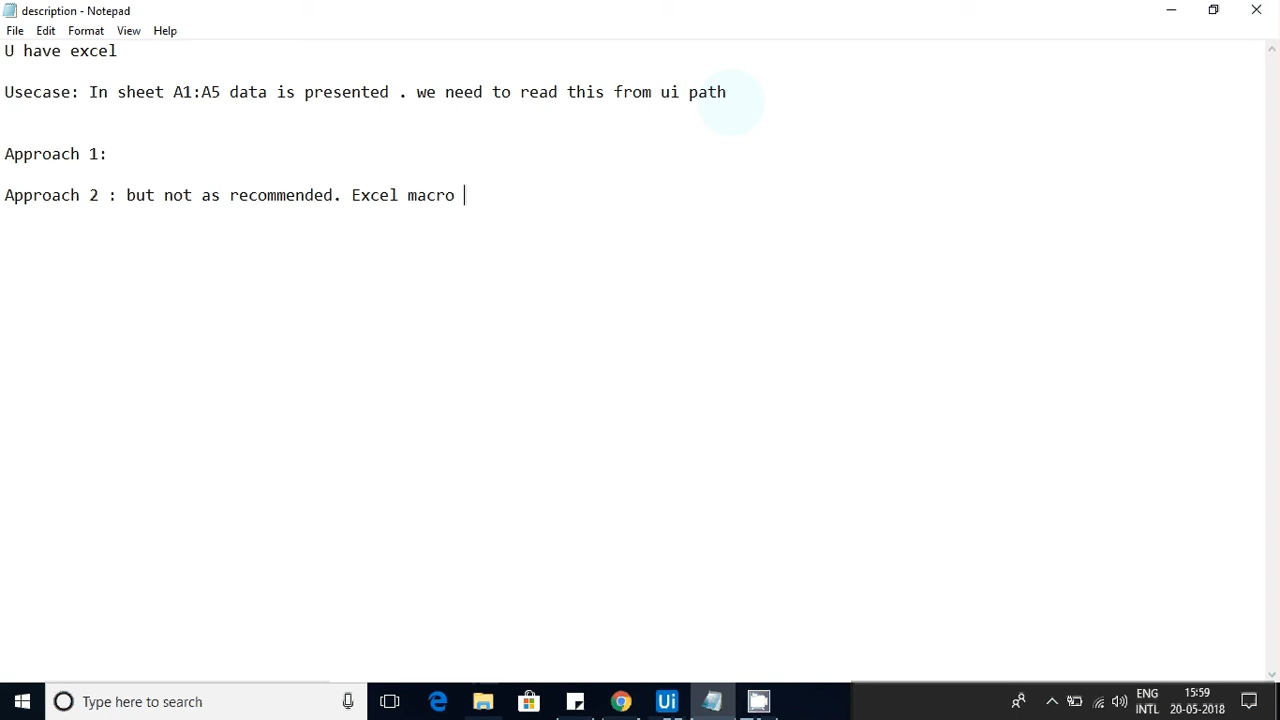 description - Notepad
File Edit Format View Help
U have excel
Usecase: In sheet A1:A5 data is presented . we need to read this from ui path
Approach 1:
Approach 2 : but not as recommended. Excel macro
Type here to search
Ui
ENG
INTL
15:59
20-05-2018